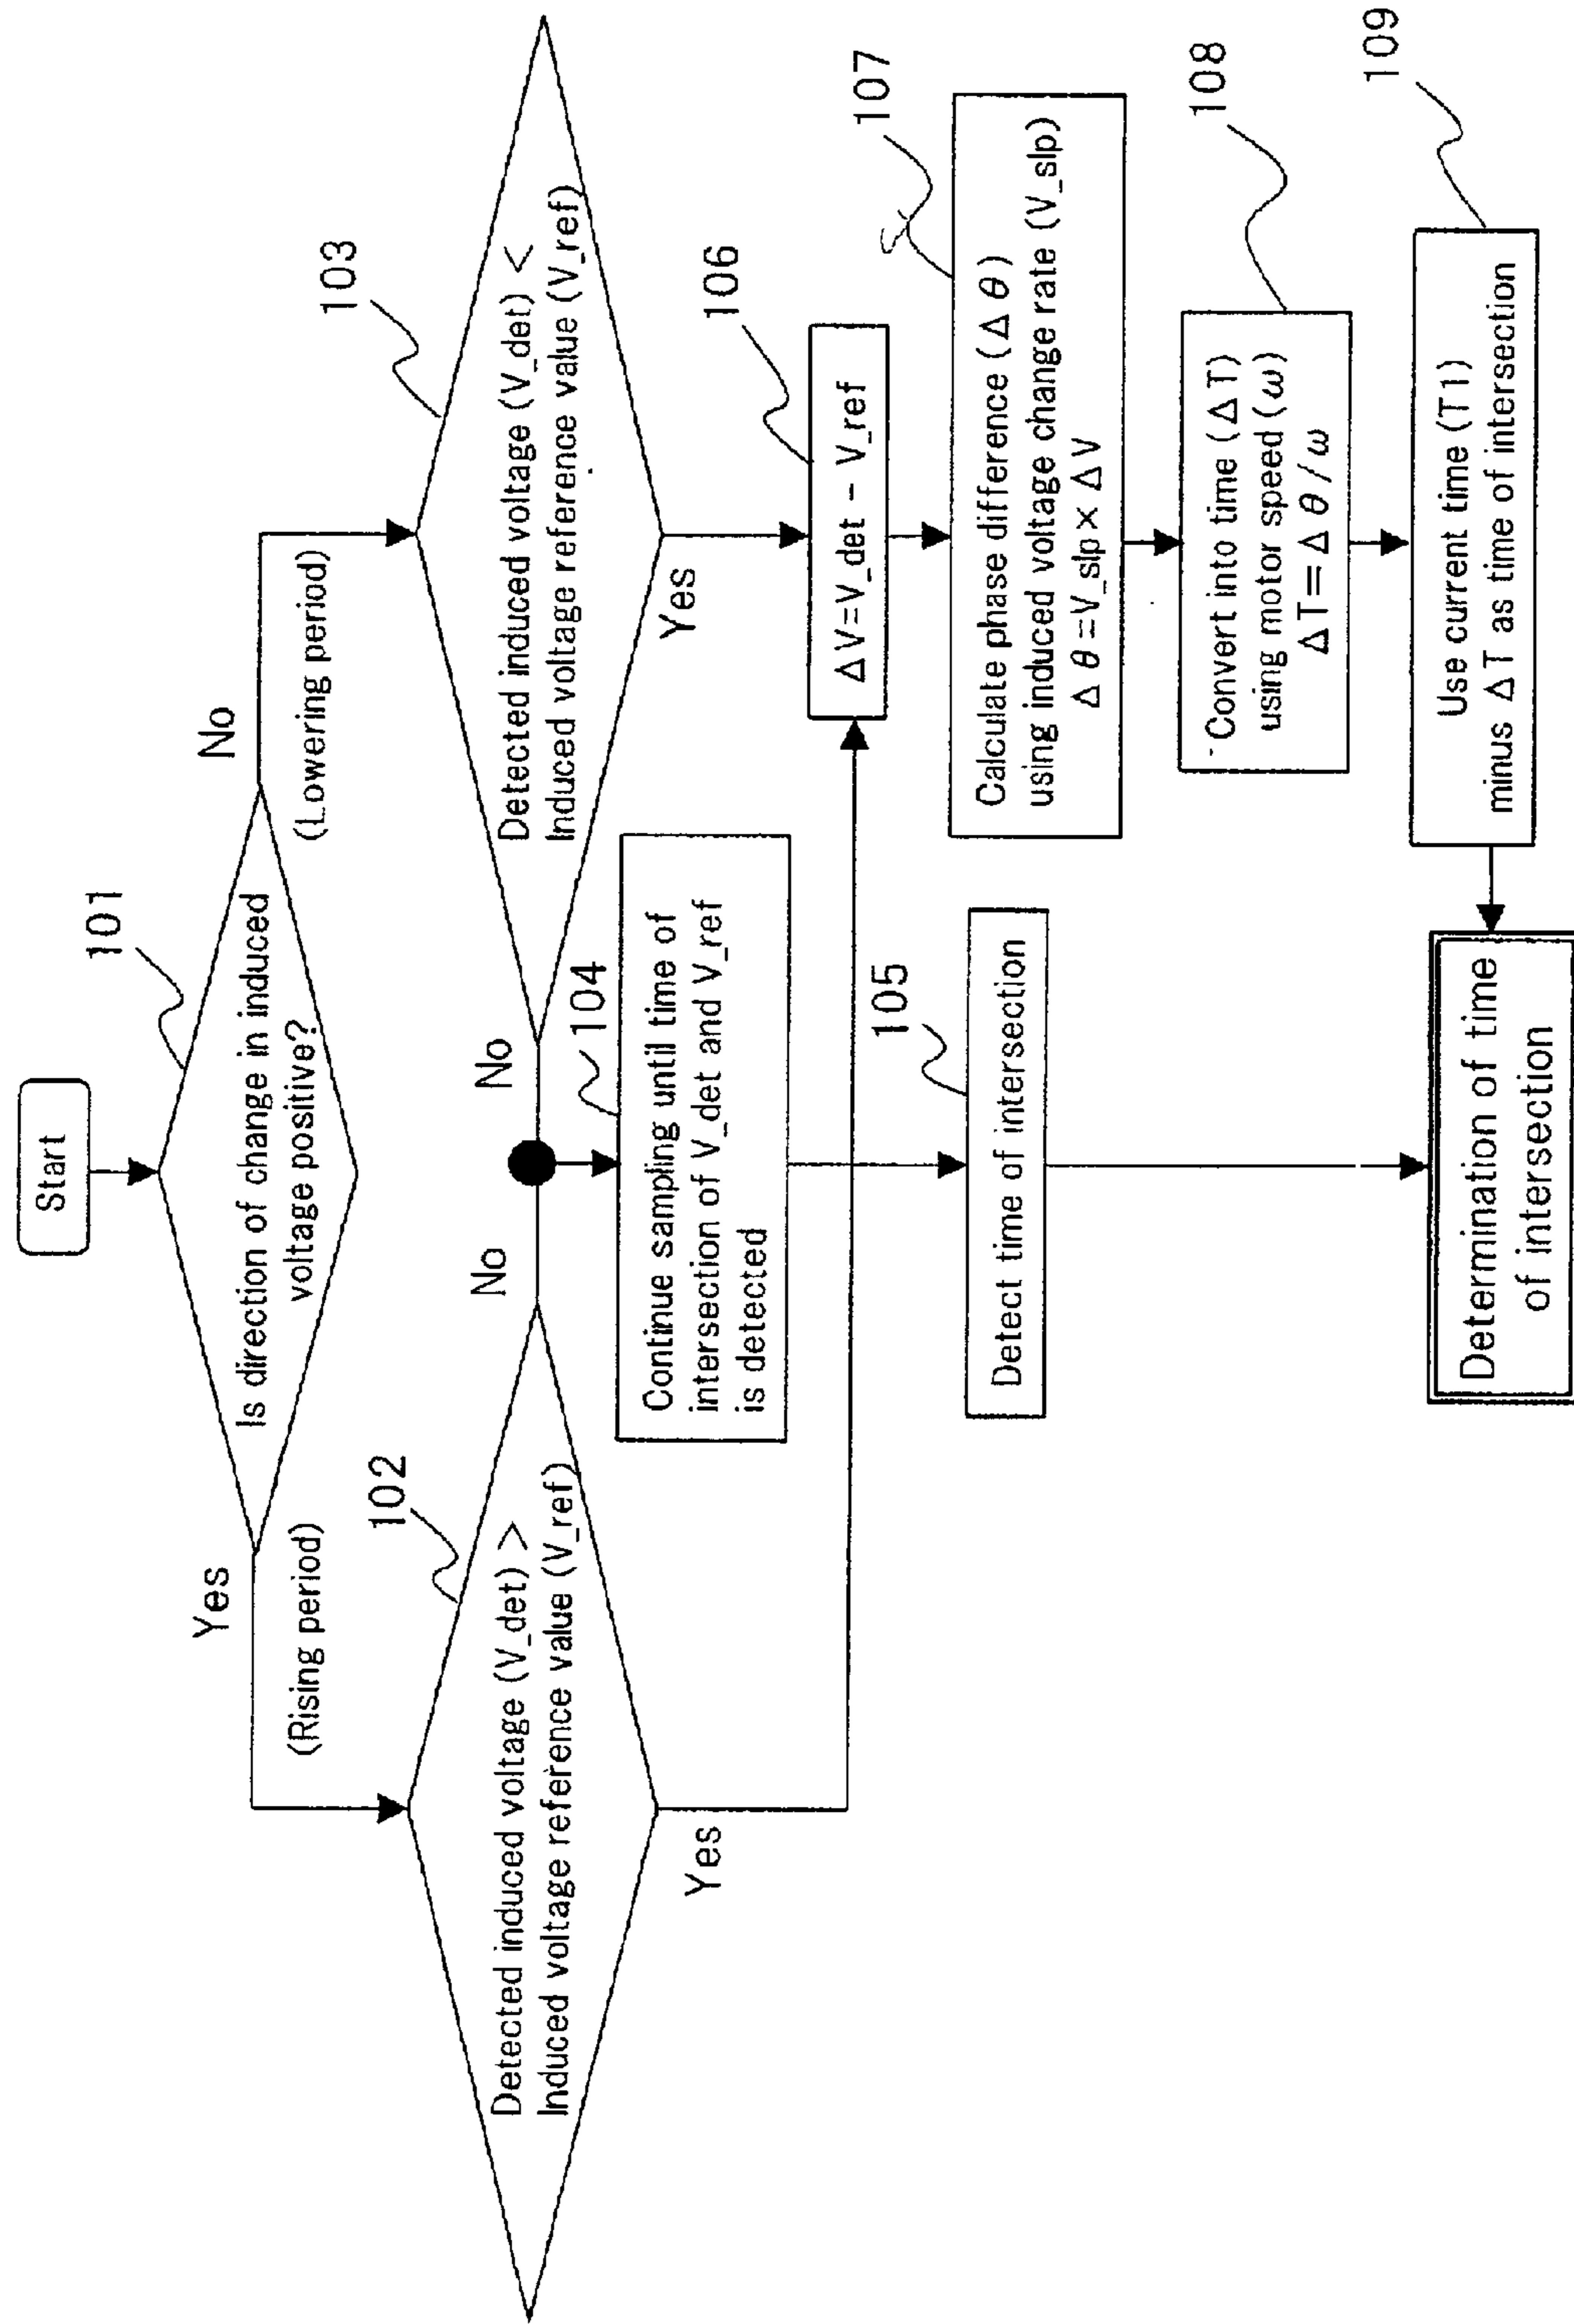 Start
101
Is direction of change in induced
voltage positive?
Yes
(Rising period)
No
(Lowering period)
102
Detected induced voltage (V_det) >
Induced voltage reference value (V_ref)
No
Yes
103
Detected induced voltage (V_det) <
Induced voltage reference value (V_ref)
No
Yes
104
Continue sampling until time of
intersection of V_det and V_ref
is detected
105
Detect time of intersection
106
ΔV=V_det − V_ref
107
Calculate phase difference (Δθ)
using induced voltage change rate (V_slp)
Δθ=V_slp×ΔV
108
Convert into time (ΔT)
using motor speed (ω)
ΔT=Δθ/ω
109
Use current time (T1)
minus ΔT as time of intersection
Determination of time
of intersection